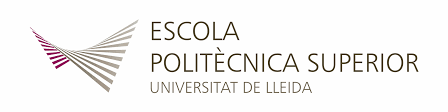 ESCOLA
POLITÈCNICA SUPERIOR
UNIVERSITAT DE LLEIDA